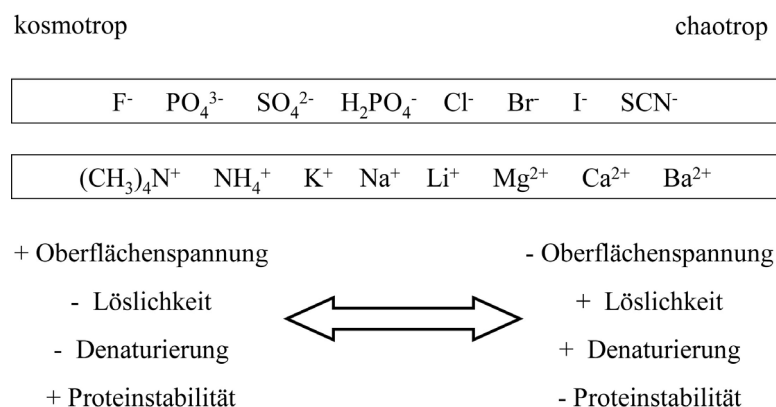 kosmotrop chaotrop
F⁻ PO₄³⁻ SO₄²⁻ H₂PO₄⁻ Cl⁻ Br⁻ I⁻ SCN⁻
(CH₃)₄N⁺ NH₄⁺ K⁺ Na⁺ Li⁺ Mg²⁺ Ca²⁺ Ba²⁺
+ Oberflächenspannung
- Löslichkeit
- Denaturierung
+ Proteinstabilität
- Oberflächenspannung
+ Löslichkeit
+ Denaturierung
- Proteinstabilität